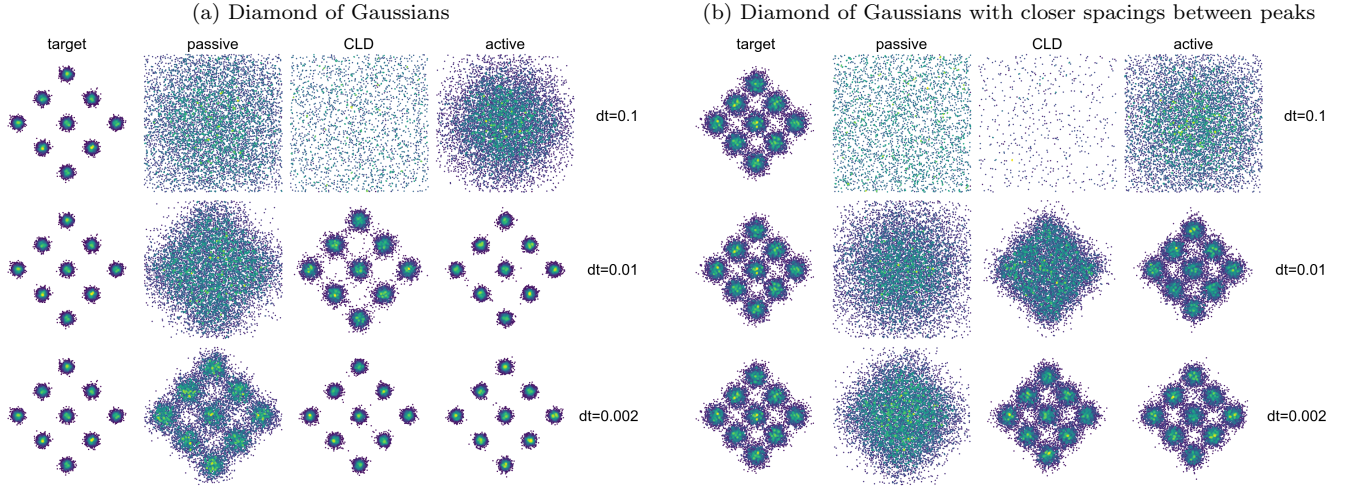 (a) Diamond of Gaussians
target passive CLD active
dt=0.1
dt=0.01
dt=0.002
(b) Diamond of Gaussians with closer spacings between peaks
target passive CLD active
dt=0.1
dt=0.01
dt=0.002